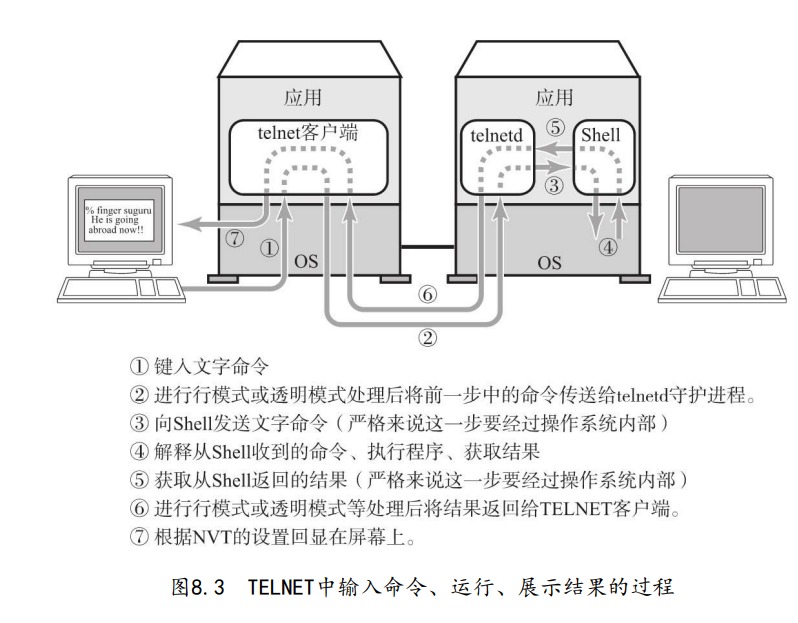 应用
应用
telnet客户端
telnetd
⑤
Shell
③
% finger suguru
He is going
abroad now!!
⑦
①
④
OS
OS
⑥
②
① 键入文字命令
② 进行行模式或透明模式处理后将前一步中的命令传送给telnetd守护进程。
③ 向Shell发送文字命令（严格来说这一步要经过操作系统内部）
④ 解释从Shell收到的命令、执行程序、获取结果
⑤ 获取从Shell返回的结果（严格来说这一步要经过操作系统内部）
⑥ 进行行模式或透明模式等处理后将结果返回给TELNET客户端。
⑦ 根据NVT的设置回显在屏幕上。
图8.3 TELNET中输入命令、运行、展示结果的过程